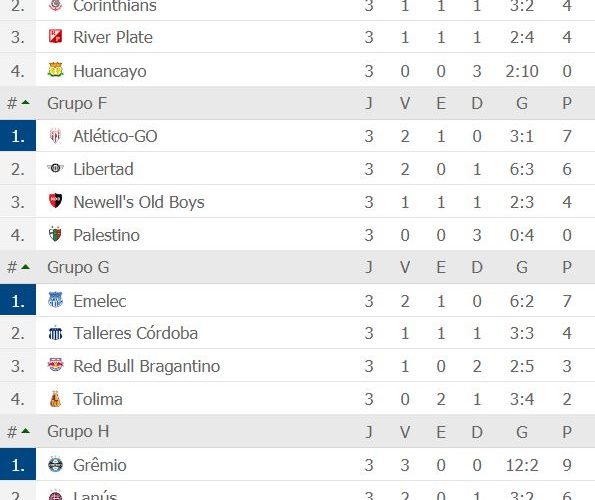 2. Corinthians 3 1 1 1 3:2 4
3. River Plate 3 1 1 1 2:4 4
4. Huancayo 3 0 0 3 2:10 0
# Grupo F J V E D G P
1. Atlético-GO 3 2 1 0 3:1 7
2. Libertad 3 2 0 1 6:3 6
3. Newell's Old Boys 3 1 1 1 2:3 4
4. Palestino 3 0 0 3 0:4 0
# Grupo G J V E D G P
1. Emelec 3 2 1 0 6:2 7
2. Talleres Córdoba 3 1 1 1 3:3 4
3. Red Bull Bragantino 3 1 0 2 2:5 3
4. Tolima 3 0 2 1 3:4 2
# Grupo H J V E D G P
1. Grêmio 3 3 0 0 12:2 9
2. Lanús 3 2 0 1 3:2 6